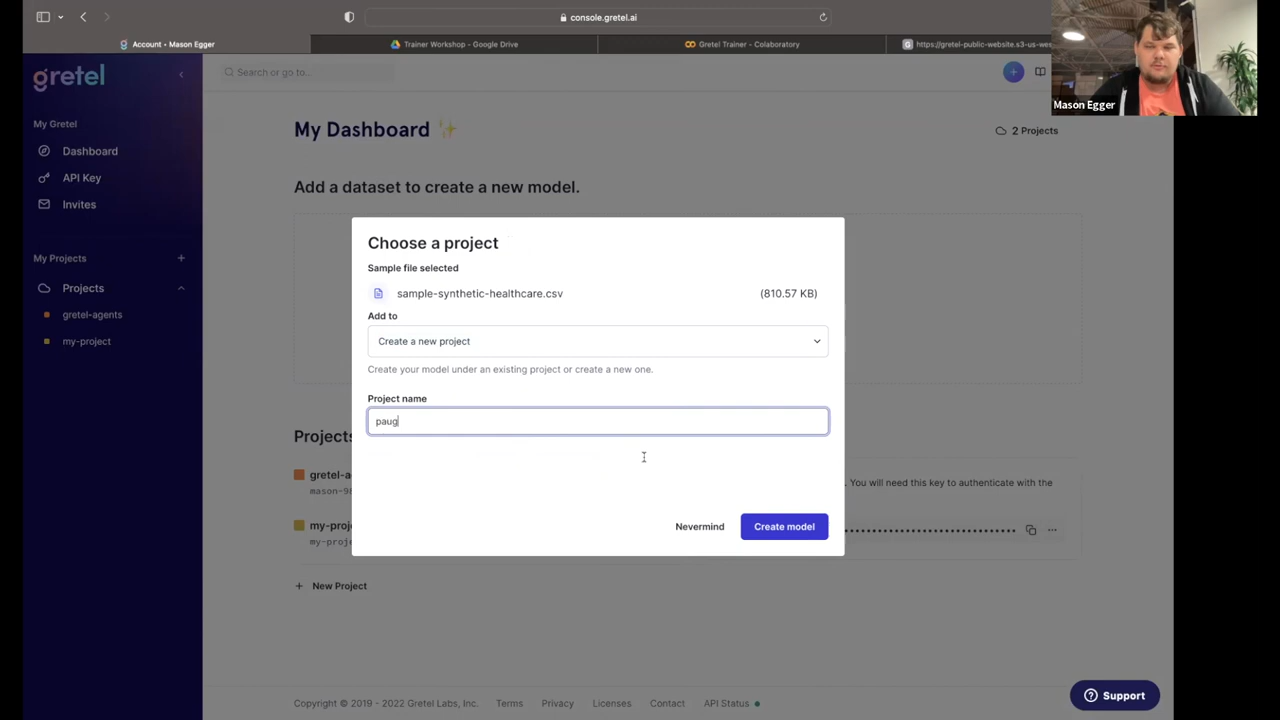 console.gretel.ai
Account • Mason Egger
Trainer Workshop - Google Drive
Gretel Trainer - Colaboratory
https://gretel-public-website.s3-us-wes
Mason Egger
gretel
Search or go to...
My Gretel
Dashboard
API Key
Invites
My Projects
Projects
gretel-agents
my-project
My Dashboard
2 Projects
Add a dataset to create a new model.
Choose a project
Sample file selected
sample-synthetic-healthcare.csv (810.57 KB)
Add to
Create a new project
Create your model under an existing project or create a new one.
Project name
paug
Nevermind
Create model
Projects
gretel-a
mason-98
my-proje
my-proje
. You will need this key to authenticate with the
New Project
Copyright © 2019 - 2022 Gretel Labs, Inc. Terms Privacy Licenses Contact API Status
Support